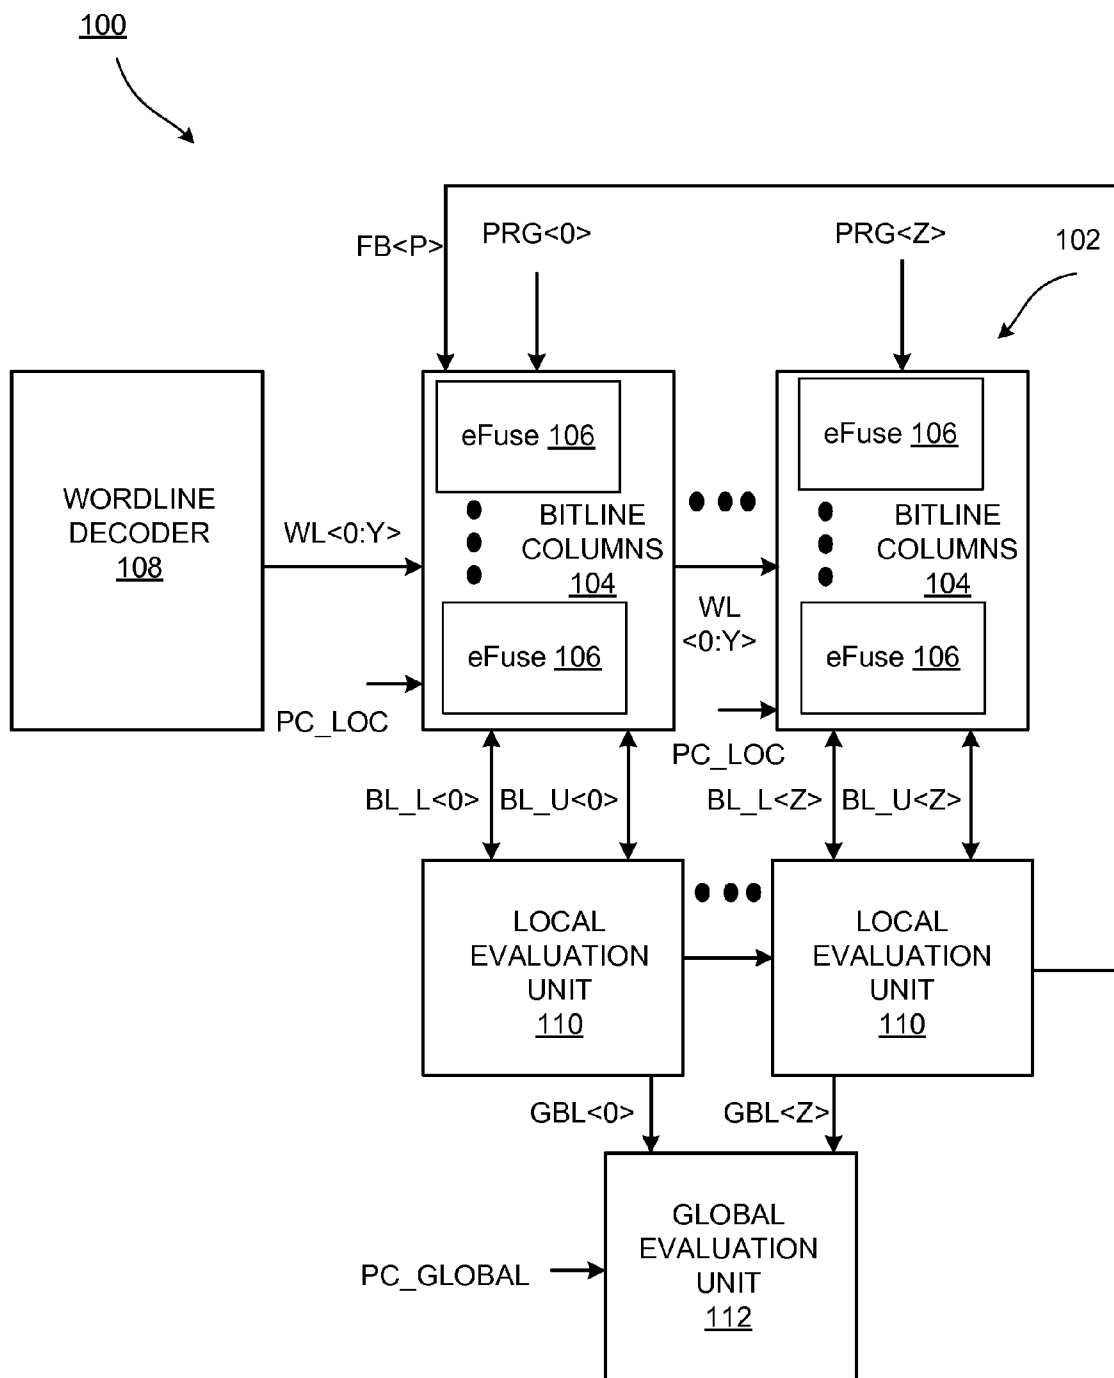 100
PRG<0>
PRG<Z>
FB<P>
102
WORDLINE
DECODER
108
WL<0:Y>
eFuse 106
BITLINE
COLUMNS
104
eFuse 106
PC_LOC
WL
<0:Y>
eFuse 106
BITLINE
COLUMNS
104
eFuse 106
PC_LOC
BL_L<0>
BL_U<0>
BL_L<Z>
BL_U<Z>
LOCAL
EVALUATION
UNIT
110
LOCAL
EVALUATION
UNIT
110
GBL<0>
GBL<Z>
PC_GLOBAL
GLOBAL
EVALUATION
UNIT
112